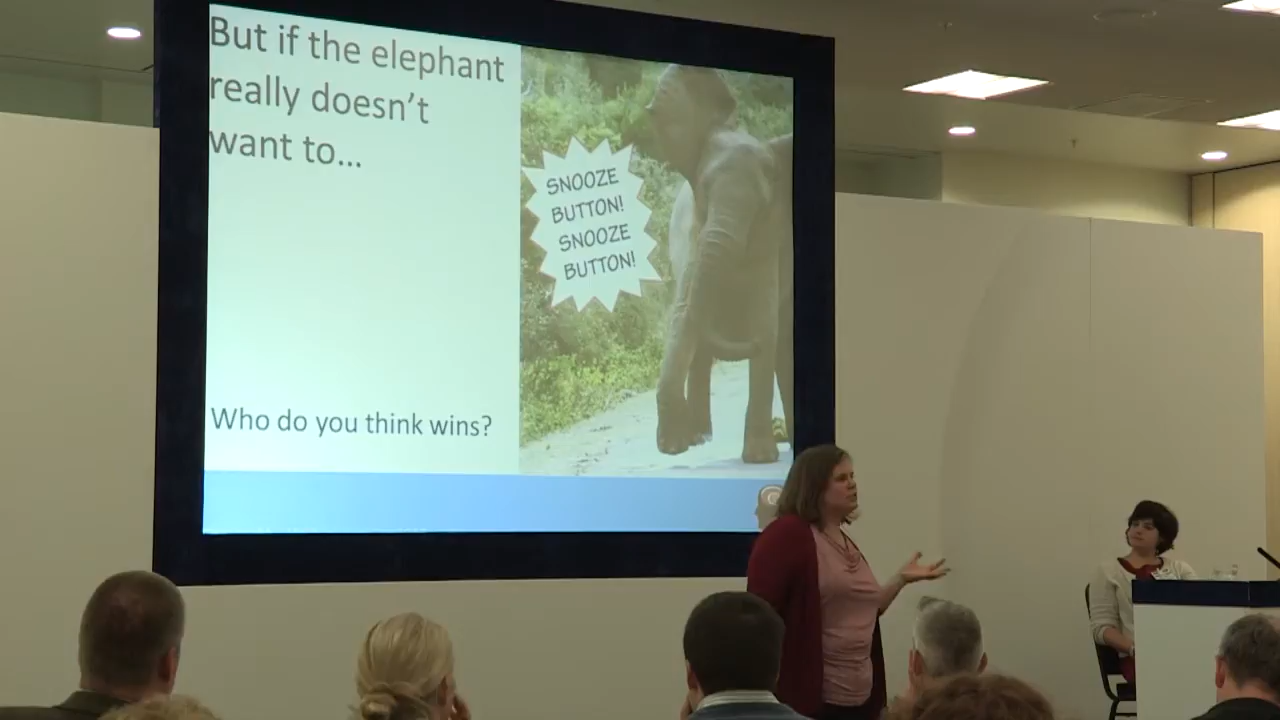 But if the elephant
really doesn't
want to...
SNOOZE
BUTTON!
SNOOZE
BUTTON!
Who do you think wins?